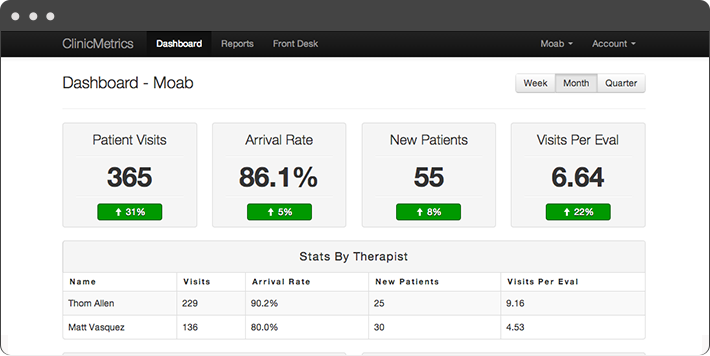 ClinicMetrics Dashboard Reports Front Desk Moab Account
Dashboard - Moab Week Month Quarter
Patient Visits Arrival Rate New Patients Visits Per Eval
365 86.1% 55 6.64
31% 5% 8% 22%
Stats By Therapist
Name Visits Arrival Rate New Patients Visits Per Eval
Thom Allen 229 90.2% 25 9.16
Matt Vasquez 136 80.0% 30 4.53